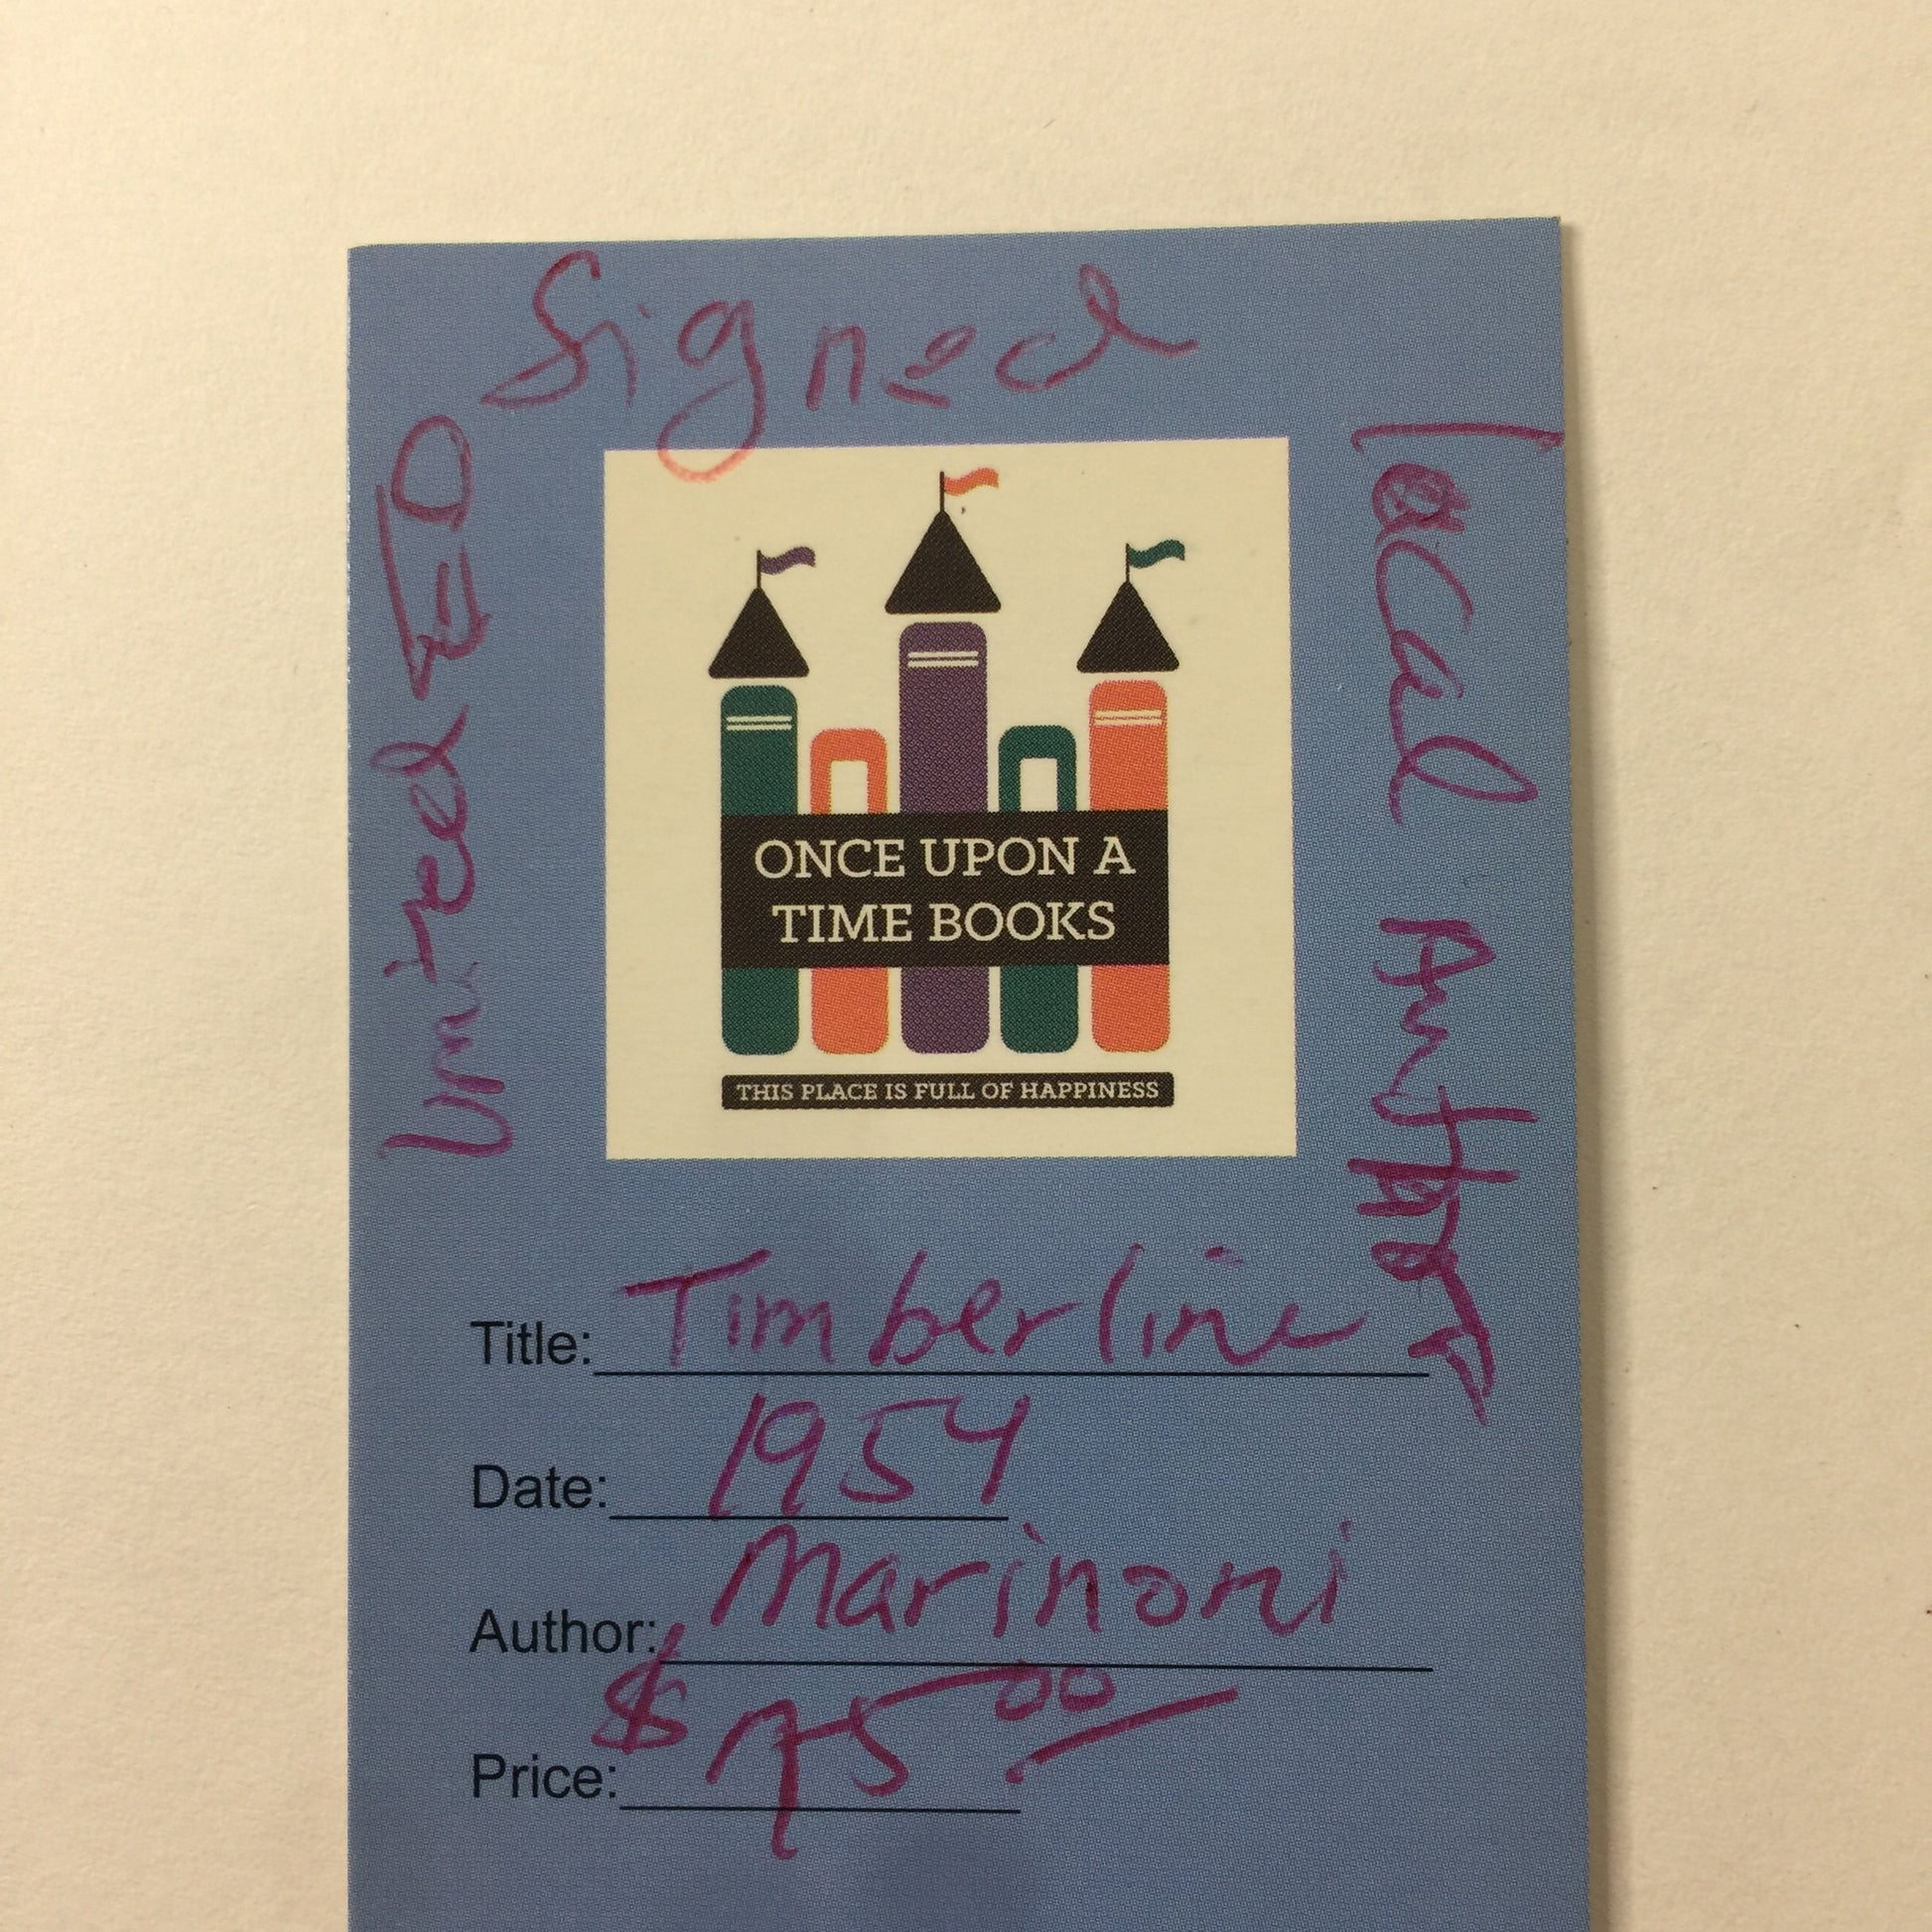 Signed
Limited ED
ONCE UPON A
TIME BOOKS
THIS PLACE IS FULL OF HAPPINESS
Local Author
Title: Timberline
Date: 1954
Author: Marinoni
Price: $75.00